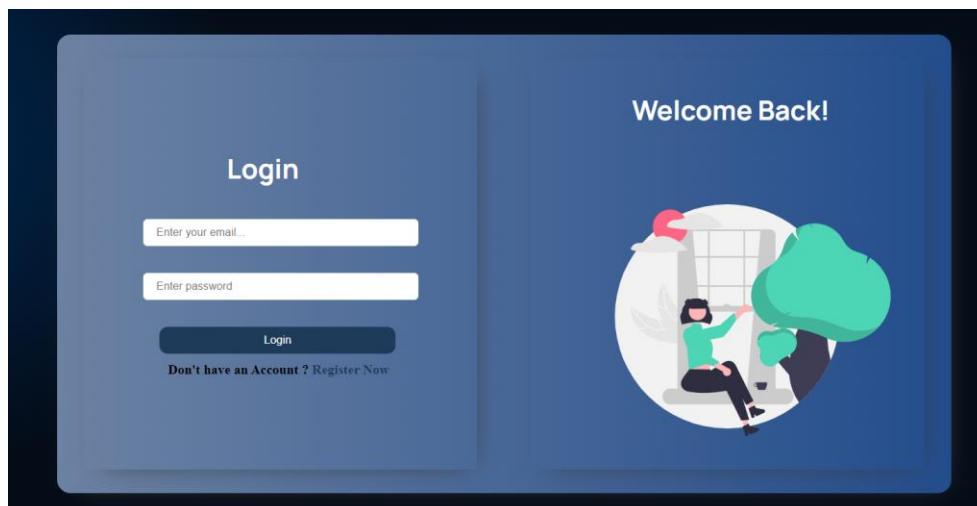 Login
Enter your email...
Enter password
Login
Don't have an Account ? Register Now
Welcome Back!